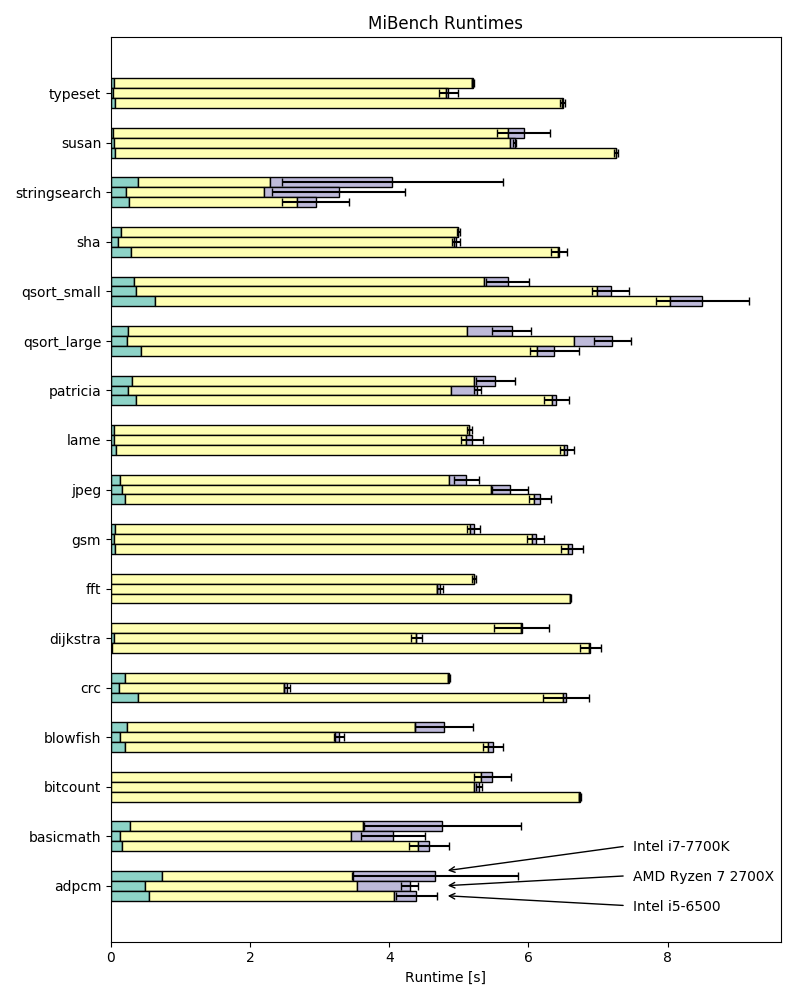 MiBench Runtimes
typeset
susan
stringsearch
sha
qsort_small
qsort_large
patricia
lame
jpeg
gsm
fft
dijkstra
crc
blowfish
bitcount
basicmath
adpcm
Intel i7-7700K
AMD Ryzen 7 2700X
Intel i5-6500
0 2 4 6 8
Runtime [s]